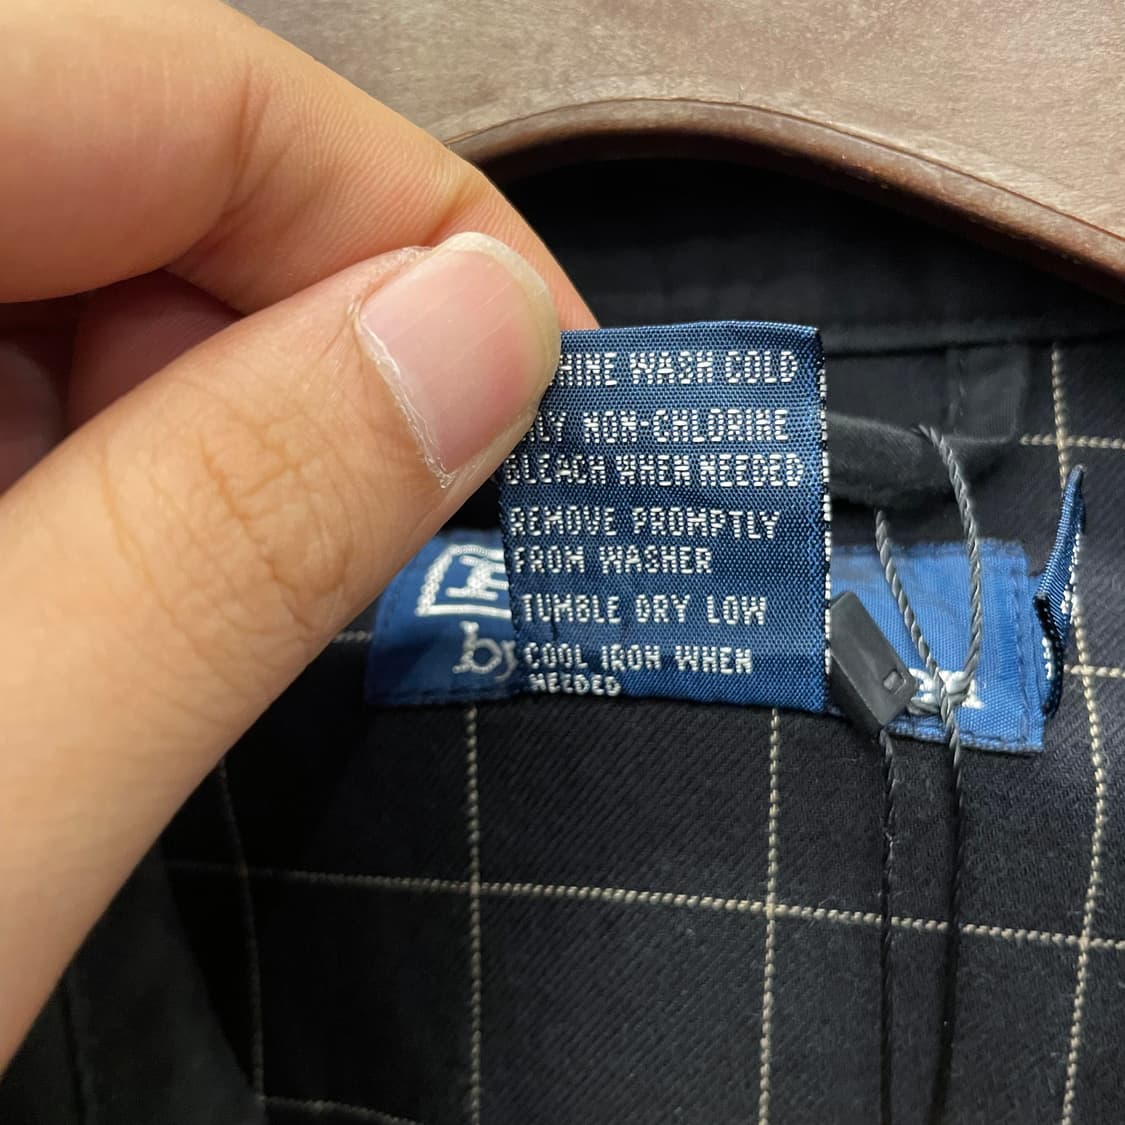 HINE WASH COLD
LY NON-CHLORINE
BLEACH WHEN NEEDED
REMOVE PROMPTLY
FROM WASHER
TUMBLE DRY LOW
COOL IRON WHEN
NEEDED
by